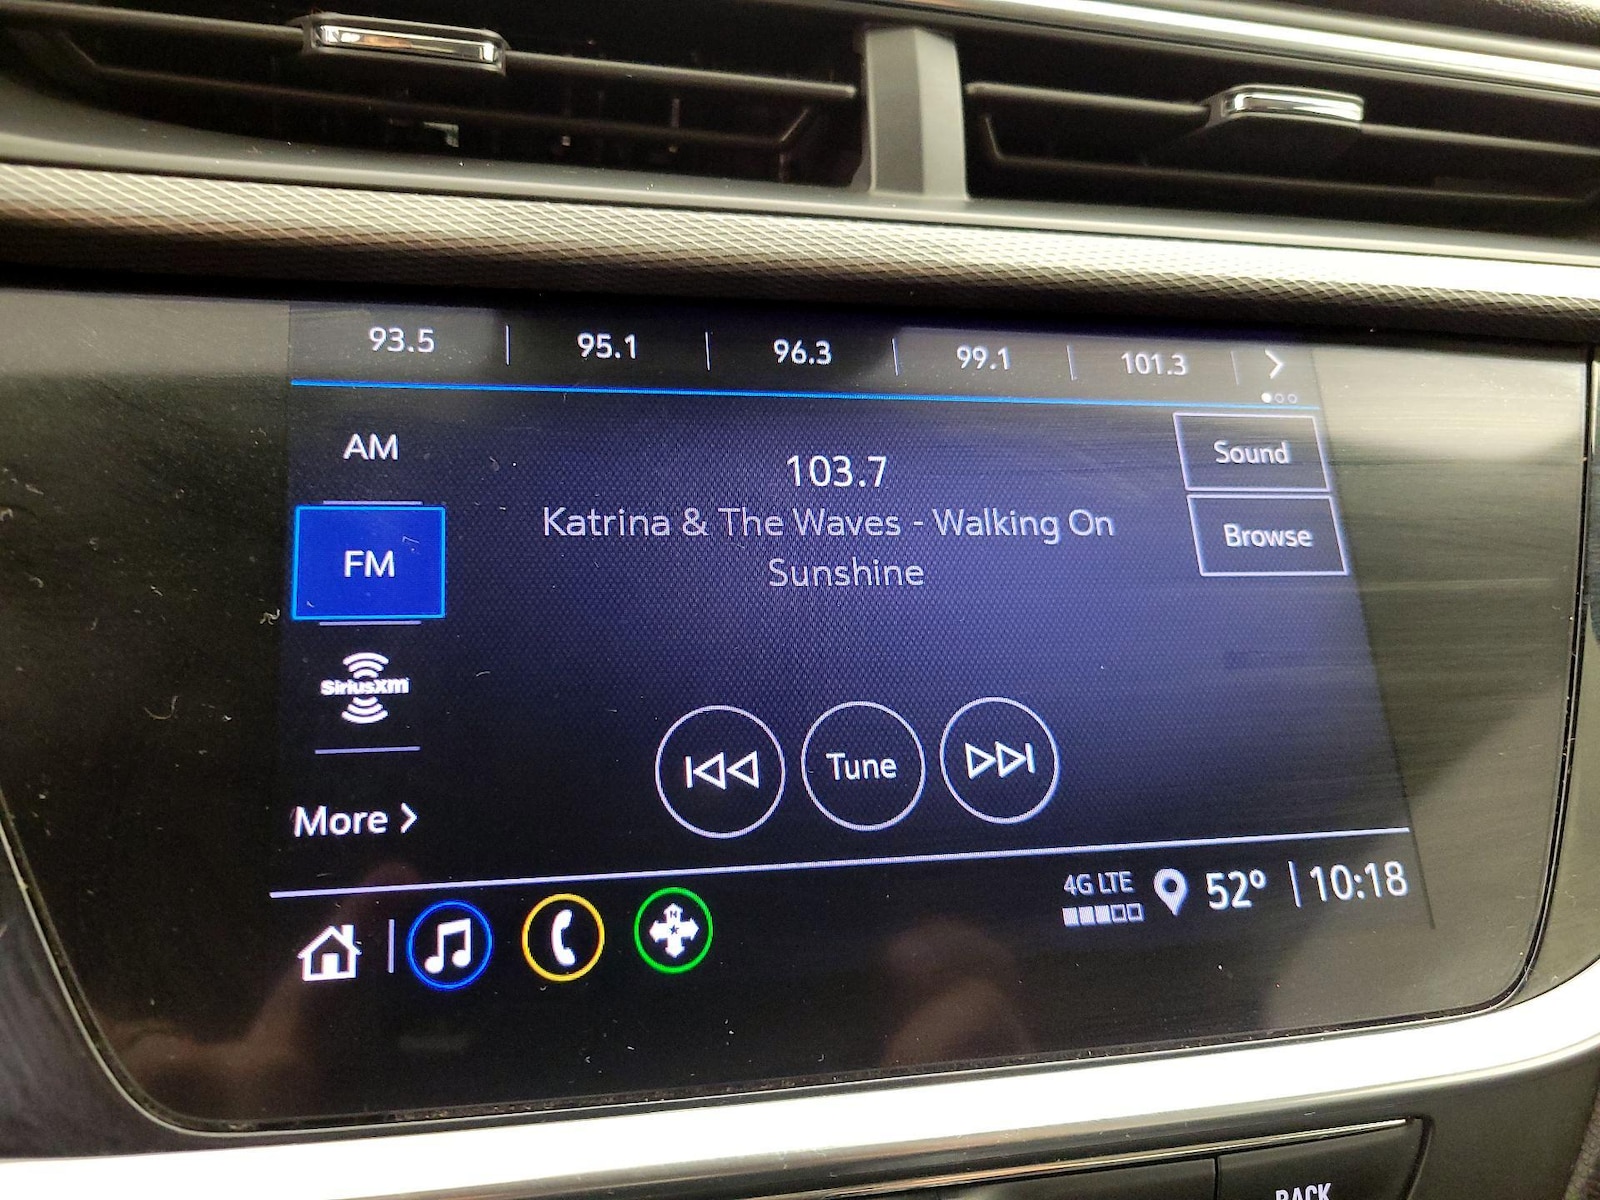 93.5 | 95.1 | 96.3 | 99.1 | 101.3
AM
103.7
Sound
Katrina & The Waves - Walking On
Sunshine
Browse
FM
SiriusXM
Tune
More >
4G LTE
52° | 10:18
N
BACK